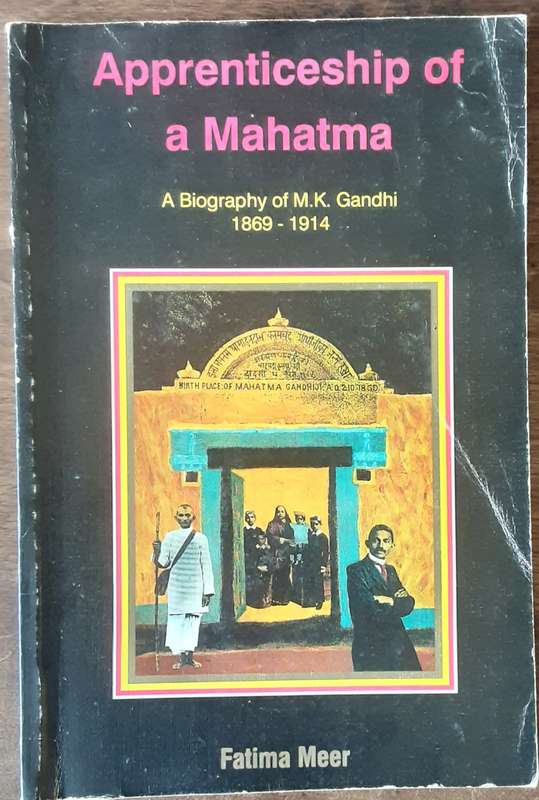 Apprenticeship of
a Mahatma
A Biography of M.K. Gandhi
1869 - 1914
BIRTH PLACE OF MAHATMA GANDHIJI
Fatima Meer